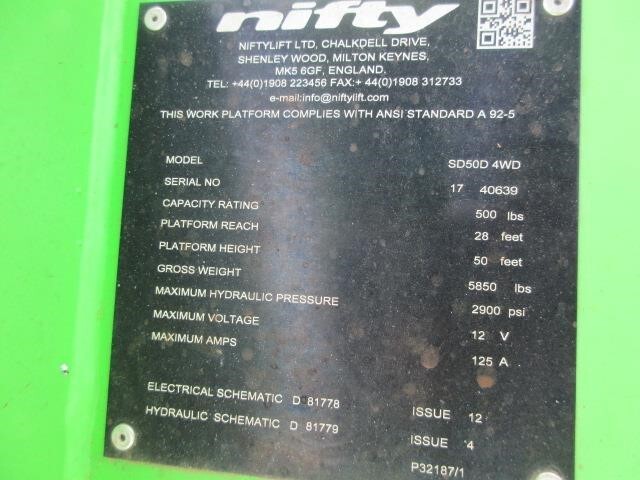 nifty
NIFTYLIFT LTD, CHALKDELL DRIVE,
SHENLEY WOOD, MILTON KEYNES,
MK5 6GF, ENGLAND.
TEL: +44(0)1908 223456 FAX:+ 44(0)1908 312733
e-mail:info@niftylift.com
THIS WORK PLATFORM COMPLIES WITH ANSI STANDARD A 92-5
MODEL SD50D 4WD
SERIAL NO 17 40639
CAPACITY RATING 500 lbs
PLATFORM REACH 28 feet
PLATFORM HEIGHT 50 feet
GROSS WEIGHT 5850 lbs
MAXIMUM HYDRAULIC PRESSURE 2900 psi
MAXIMUM VOLTAGE 12 V
MAXIMUM AMPS 125 A
ELECTRICAL SCHEMATIC D 81778 ISSUE 12
HYDRAULIC SCHEMATIC D 81779 ISSUE 4
P32187/1